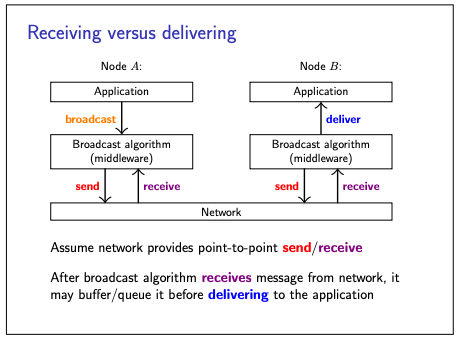 Receiving versus delivering
Node A: Node B:
Application Application
broadcast deliver
Broadcast algorithm Broadcast algorithm
(middleware) (middleware)
send receive send receive
Network
Assume network provides point-to-point send/receive
After broadcast algorithm receives message from network, it
may buffer/queue it before delivering to the application